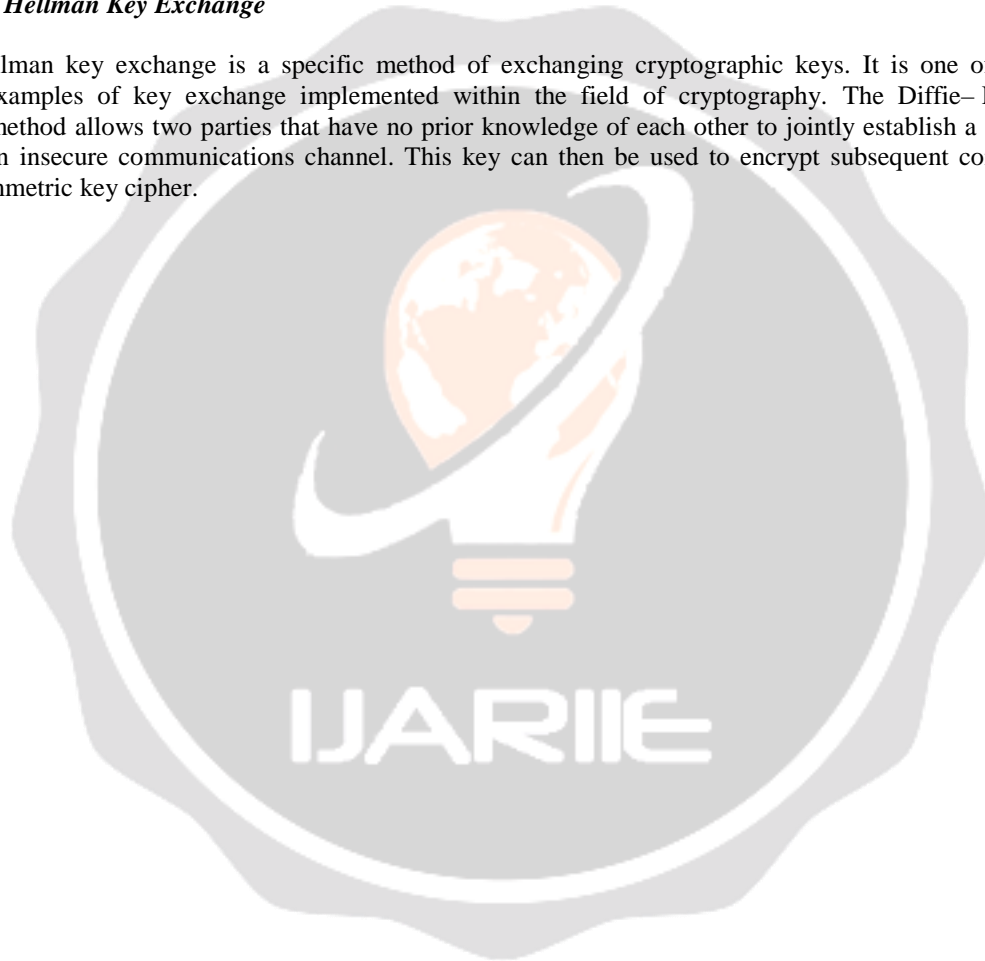 Hellman Key Exchange
lman key exchange is a specific method of exchanging cryptographic keys. It is one o
xamples of key exchange implemented within the field of cryptography. The Diffie–
method allows two parties that have no prior knowledge of each other to jointly establish a
n insecure communications channel. This key can then be used to encrypt subsequent co
mmetric key cipher.
IJARIIE